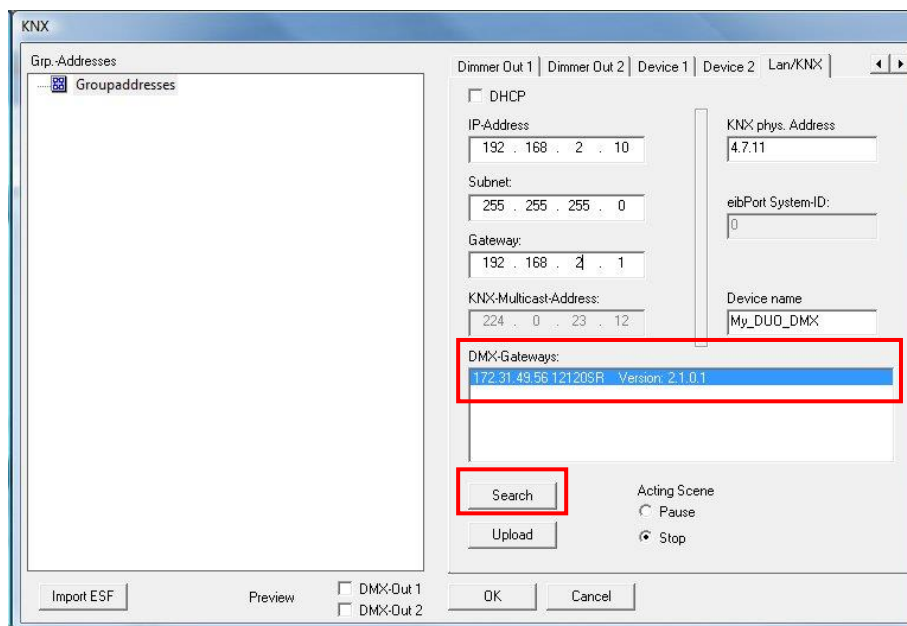 KNX
Grp.-Addresses
Groupaddresses
Dimmer Out 1 Dimmer Out 2 Device 1 Device 2 Lan/KNX
DHCP
IP-Address
192 . 168 . 2 . 10
KNX phys. Address
4.7.11
Subnet:
255 . 255 . 255 . 0
eibPort System-ID:
0
Gateway:
192 . 168 . 2 . 1
KNX-Multicast-Address:
224 . 0 . 23 . 12
Device name
My_DUO_DMX
DMX-Gateways:
172.31.49.56 12120SR Version: 2.1.0.1
Search
Acting Scene
Pause
Upload
Stop
Import ESF
Preview
DMX-Out 1
DMX-Out 2
OK
Cancel